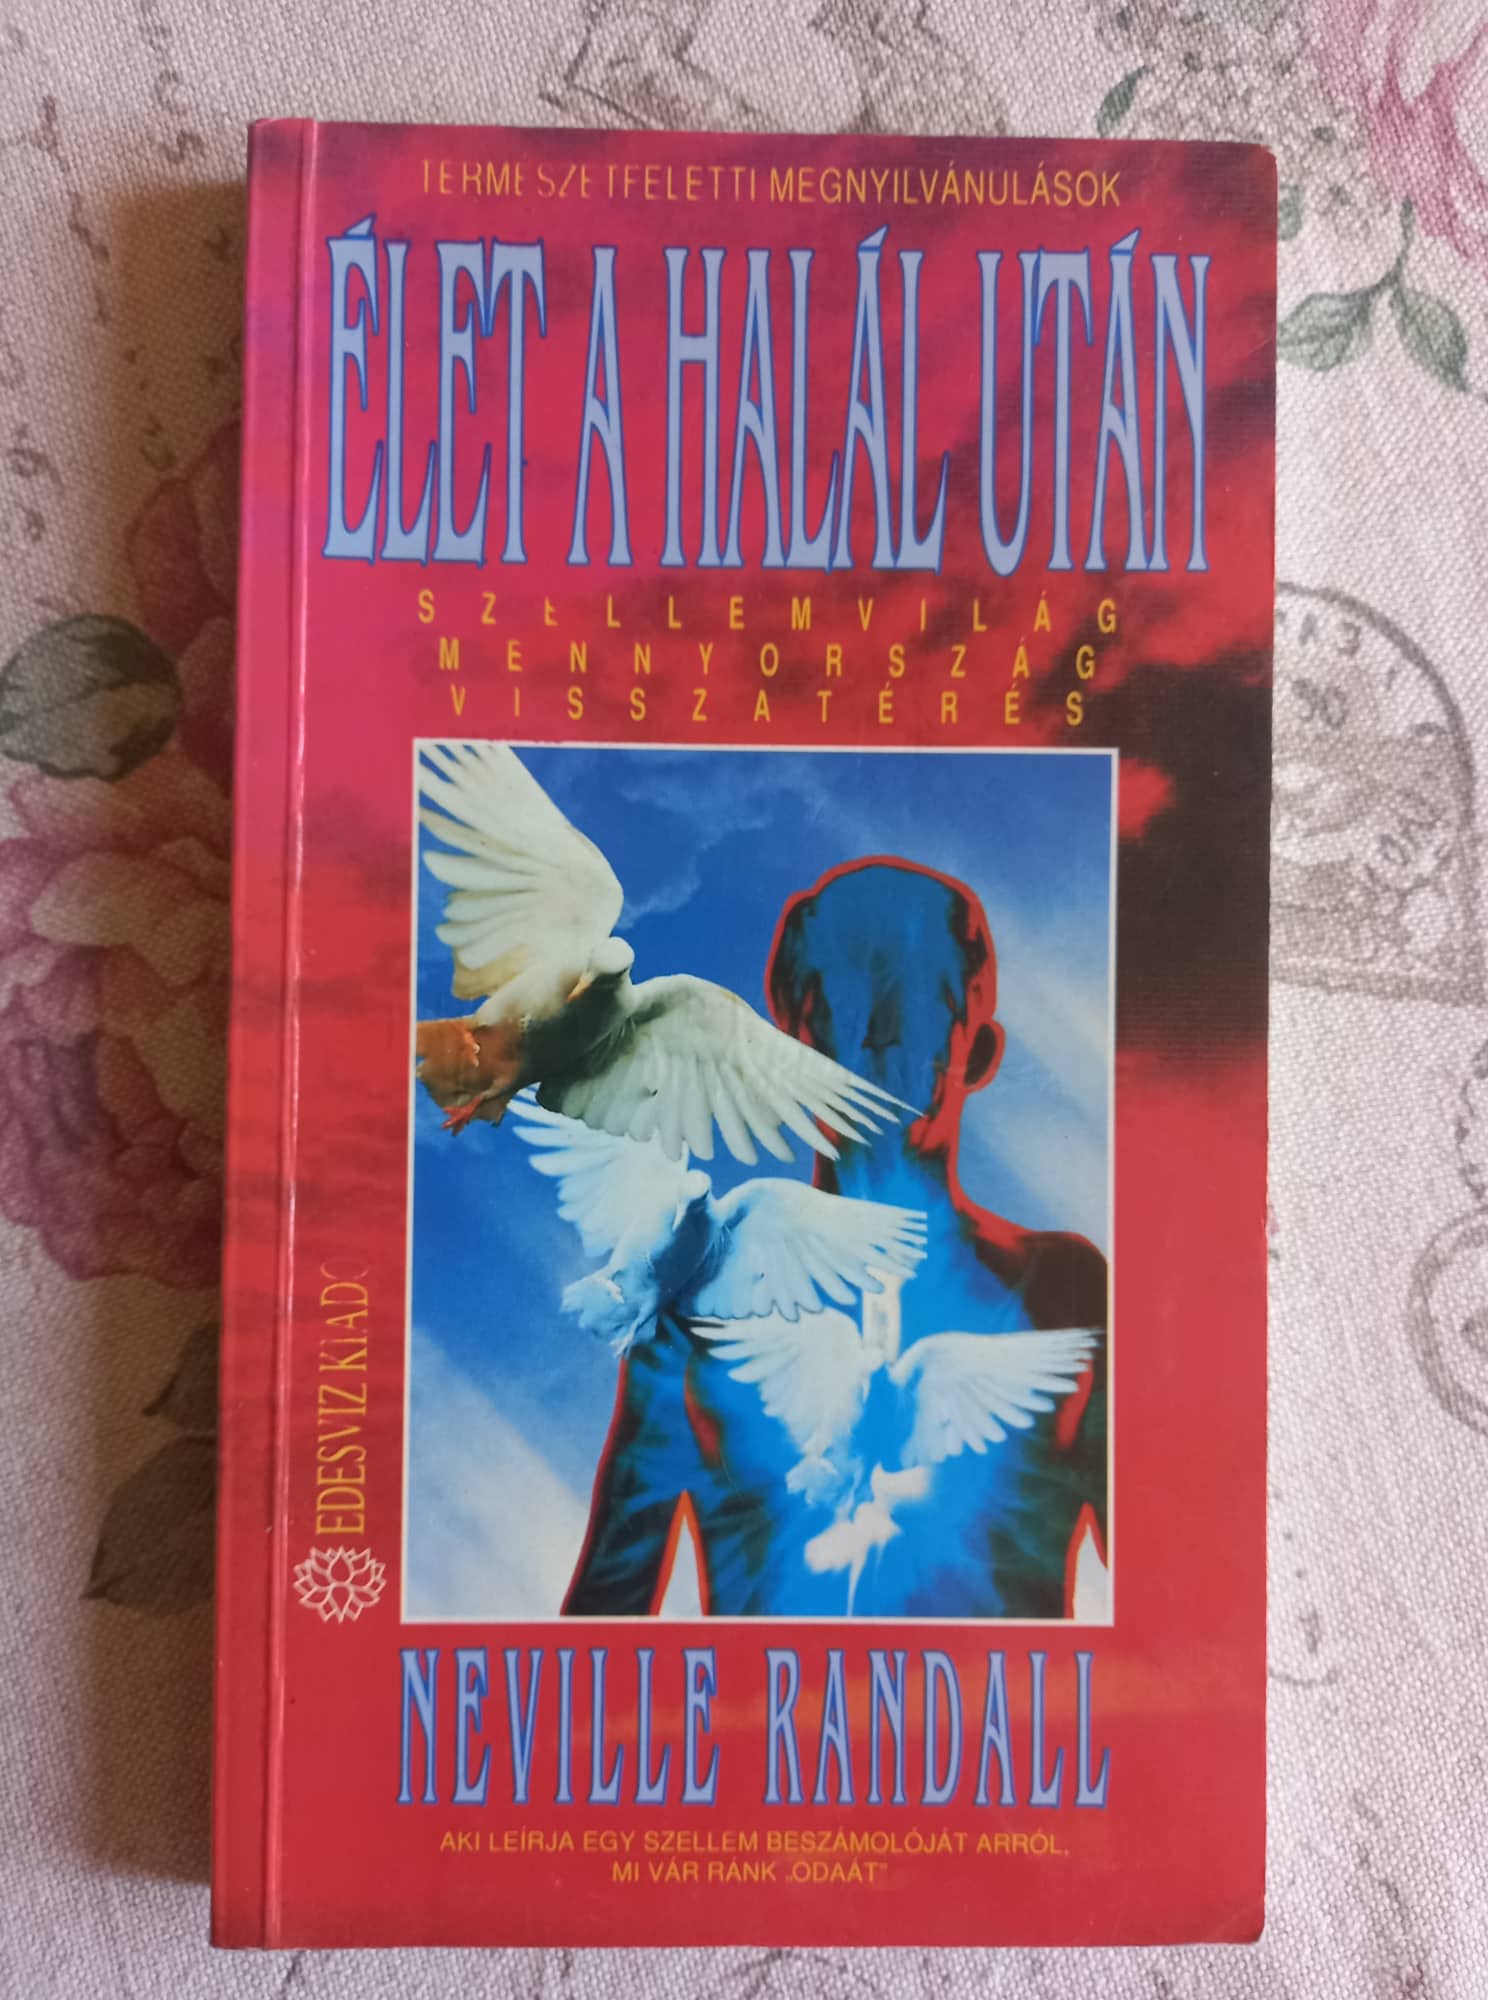 TERMÉSZETFELETTI MEGNYILVÁNULÁSOK
ÉLET A HALÁL UTÁN
SZELLEMVILÁG
MENNYORSZÁG
VISSZATÉRÉS
EDESVIZ KIADO
NEVILLE RANDALL
AKI LEÍRJA EGY SZELLEM BESZÁMOLÓJÁT ARRÓL,
MI VÁR RÁNK „ODAÁT"